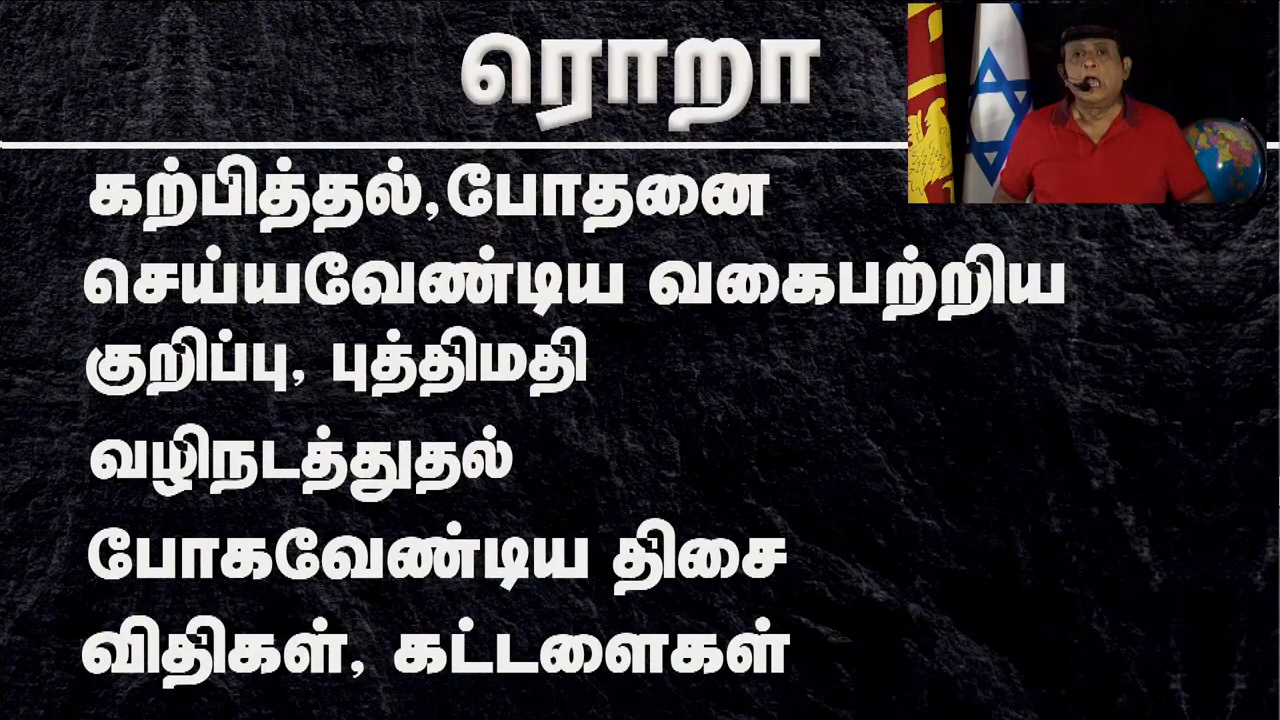 ரொறா
கற்பித்தல்,போதனை
செய்யவேண்டிய வகைபற்றிய
குறிப்பு, புத்திமதி
வழிநடத்துதல்
போகவேண்டிய திசை
விதிகள், கட்டளைகள்